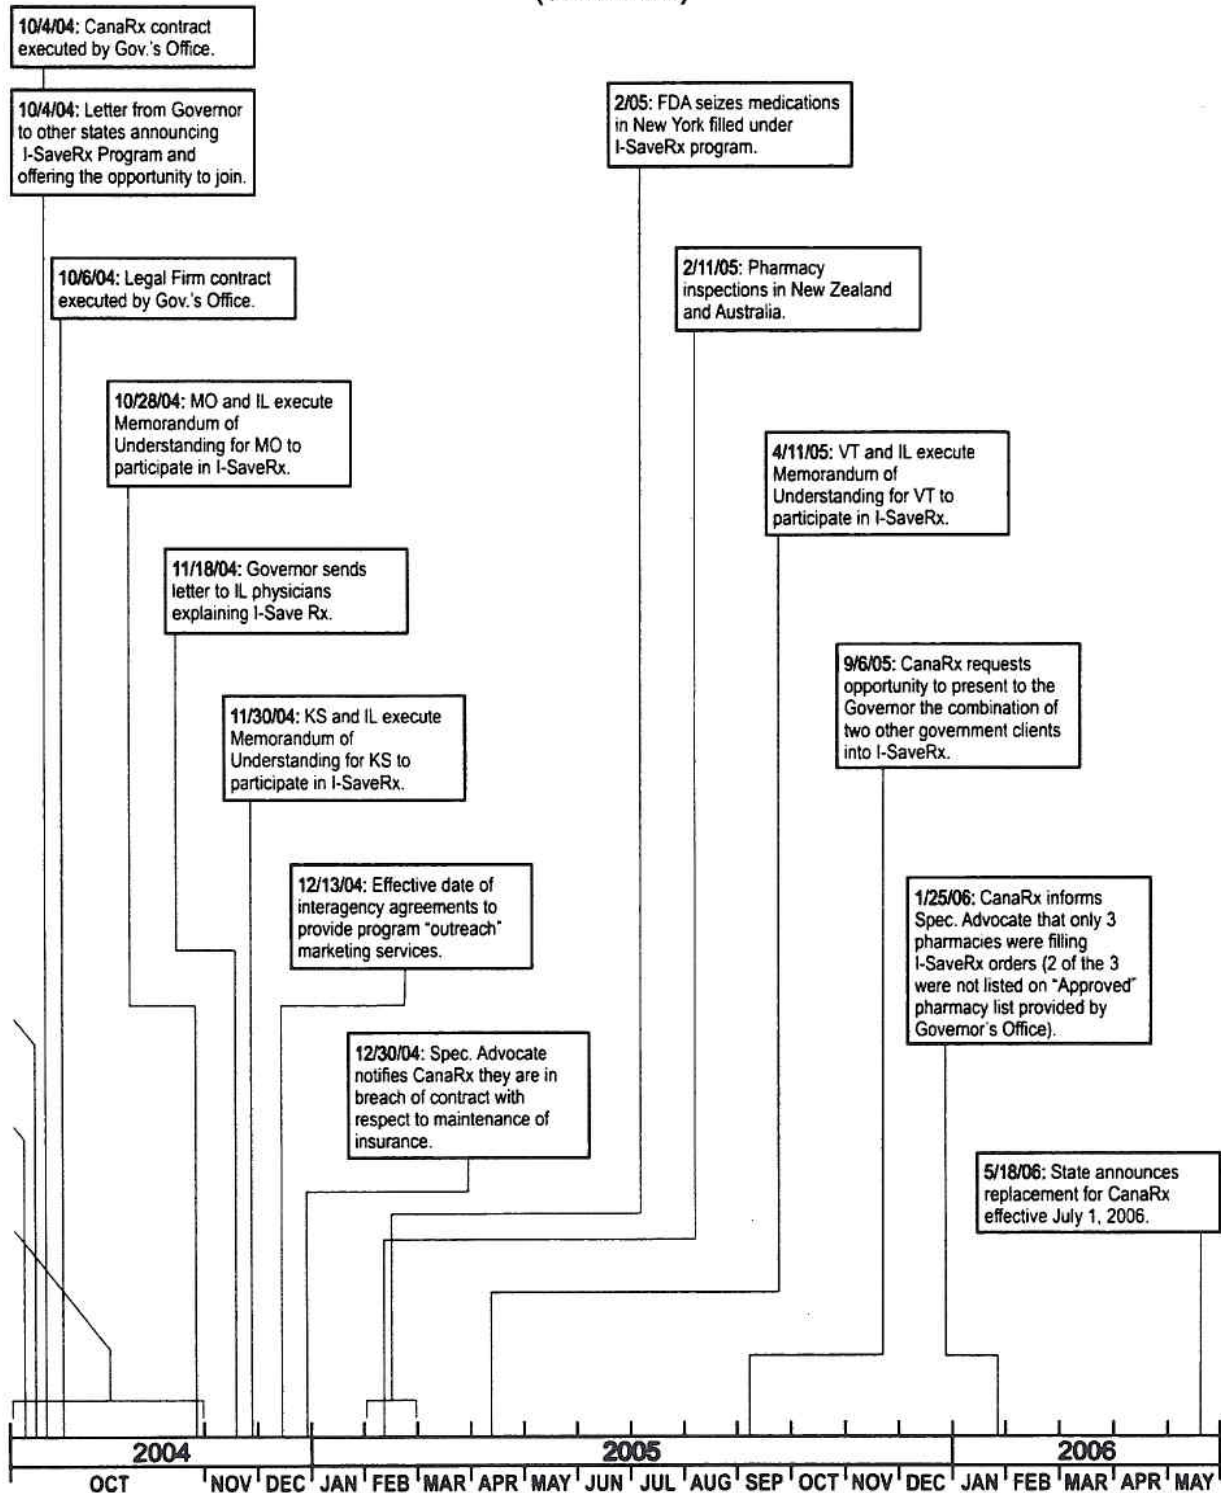 10/4/04: CanaRx contract
executed by Gov.'s Office.
10/4/04: Letter from Governor
to other states announcing
I-SaveRx Program and
offering the opportunity to join.
2/05: FDA seizes medications
in New York filled under
I-SaveRx program.
10/6/04: Legal Firm contract
executed by Gov.'s Office.
2/11/05: Pharmacy
inspections in New Zealand
and Australia.
10/28/04: MO and IL execute
Memorandum of
Understanding for MO to
participate in I-SaveRx.
4/11/05: VT and IL execute
Memorandum of
Understanding for VT to
participate in I-SaveRx.
11/18/04: Governor sends
letter to IL physicians
explaining I-Save Rx.
9/6/05: CanaRx requests
opportunity to present to the
Governor the combination of
two other government clients
into I-SaveRx.
11/30/04: KS and IL execute
Memorandum of
Understanding for KS to
participate in I-SaveRx.
12/13/04: Effective date of
interagency agreements to
provide program "outreach"
marketing services.
1/25/06: CanaRx informs
Spec. Advocate that only 3
pharmacies were filling
I-SaveRx orders (2 of the 3
were not listed on "Approved"
pharmacy list provided by
Governor's Office).
12/30/04: Spec. Advocate
notifies CanaRx they are in
breach of contract with
respect to maintenance of
insurance.
5/18/06: State announces
replacement for CanaRx
effective July 1, 2006.
2004 2005 2006
OCT NOV DEC JAN FEB MAR APR MAY JUN JUL AUG SEP OCT NOV DEC JAN FEB MAR APR MAY